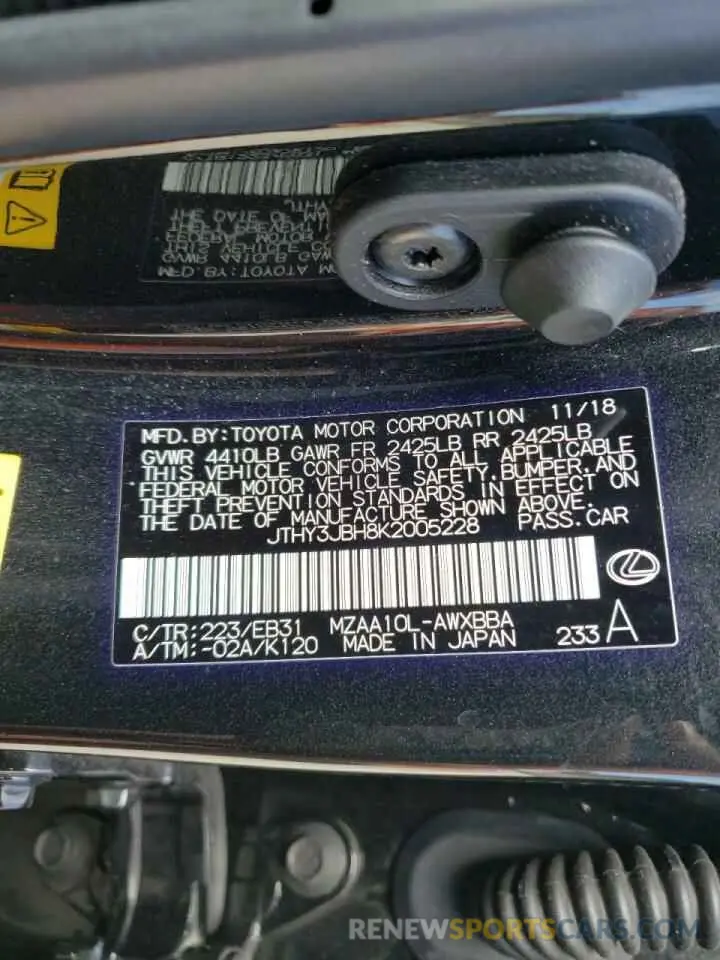 MFD. BY: TOYOTA MOTOR CORPORATION 11/18
GVWR 4410LB GAWR FR 2425LB RR 2425LB
THIS VEHICLE CONFORMS TO ALL APPLICABLE
FEDERAL MOTOR VEHICLE SAFETY, BUMPER, AND
THEFT PREVENTION STANDARDS IN EFFECT ON
THE DATE OF MANUFACTURE SHOWN ABOVE.
JTHY3JBH8K2005228 PASS. CAR
C/TR: 223/EB31 MZAA10L-AWXBBA
A/TM: -02A/K120 MADE IN JAPAN 233 A
RENEWSPORTSCARS.COM